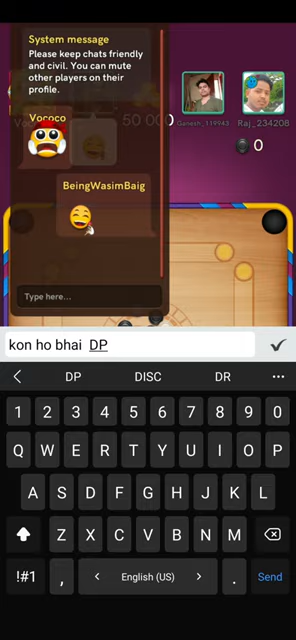 System message
Please keep chats friendly
and civil. You can mute
other players on their
profile.
Vococo
50 000
Ganesh_119943
Raj_234208
0
BeingWasimBaig
Type here...
kon ho bhai DP
DP DISC DR ...
1 2 3 4 5 6 7 8 9 0
Q W E R T Y U I O P
A S D F G H J K L
Z X C V B N M
!#1 , < English (US) > . Send